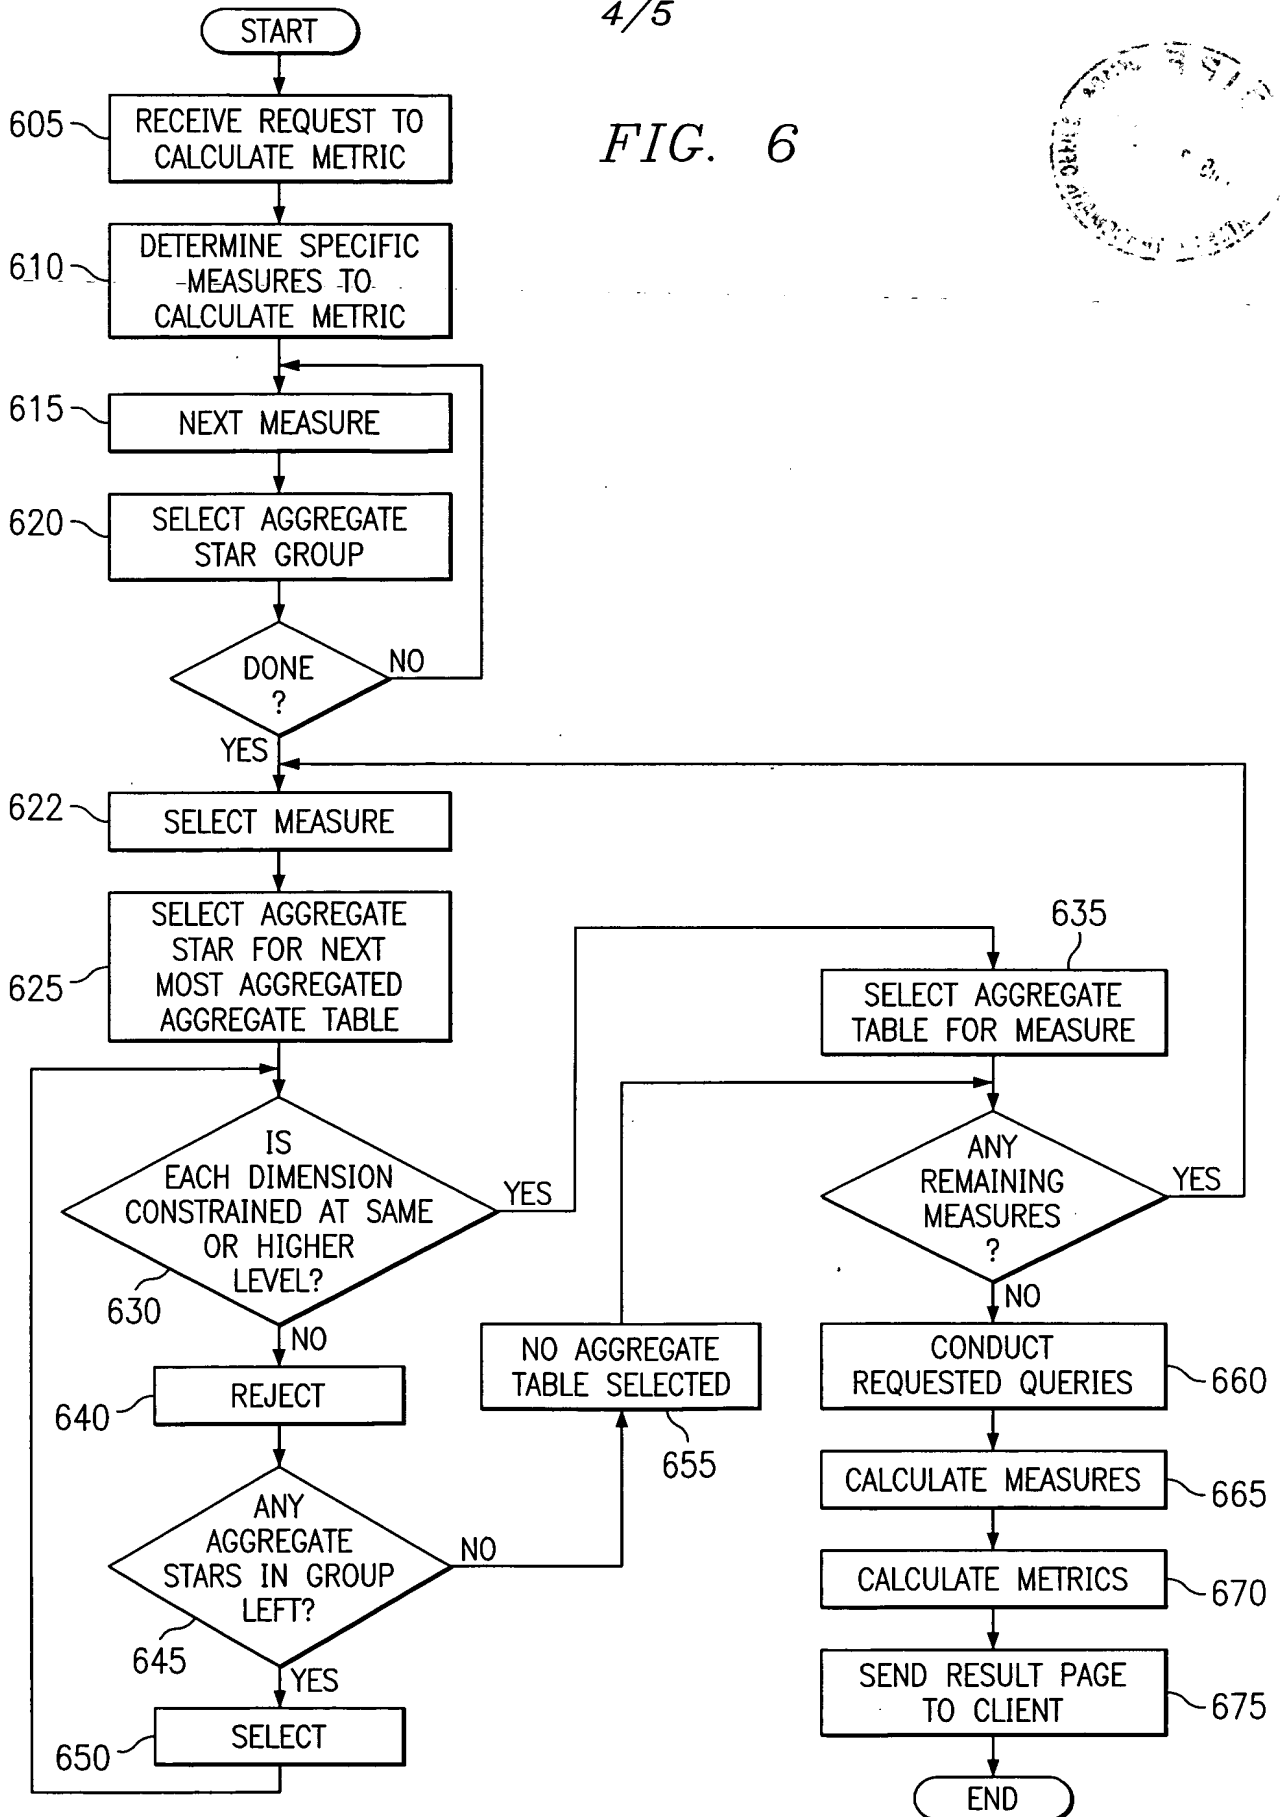 4/5
FIG. 6
START
605
RECEIVE REQUEST TO
CALCULATE METRIC
610
DETERMINE SPECIFIC
MEASURES TO
CALCULATE METRIC
615
NEXT MEASURE
620
SELECT AGGREGATE
STAR GROUP
DONE
?
NO
YES
622
SELECT MEASURE
625
SELECT AGGREGATE
STAR FOR NEXT
MOST AGGREGATED
AGGREGATE TABLE
IS
EACH DIMENSION
CONSTRAINED AT SAME
OR HIGHER
LEVEL?
630
YES
NO
640
REJECT
ANY
AGGREGATE
STARS IN GROUP
LEFT?
645
NO
YES
650
SELECT
NO AGGREGATE
TABLE SELECTED
655
635
SELECT AGGREGATE
TABLE FOR MEASURE
ANY
REMAINING
MEASURES
?
YES
NO
CONDUCT
REQUESTED QUERIES
660
CALCULATE MEASURES
665
CALCULATE METRICS
670
SEND RESULT PAGE
TO CLIENT
675
END